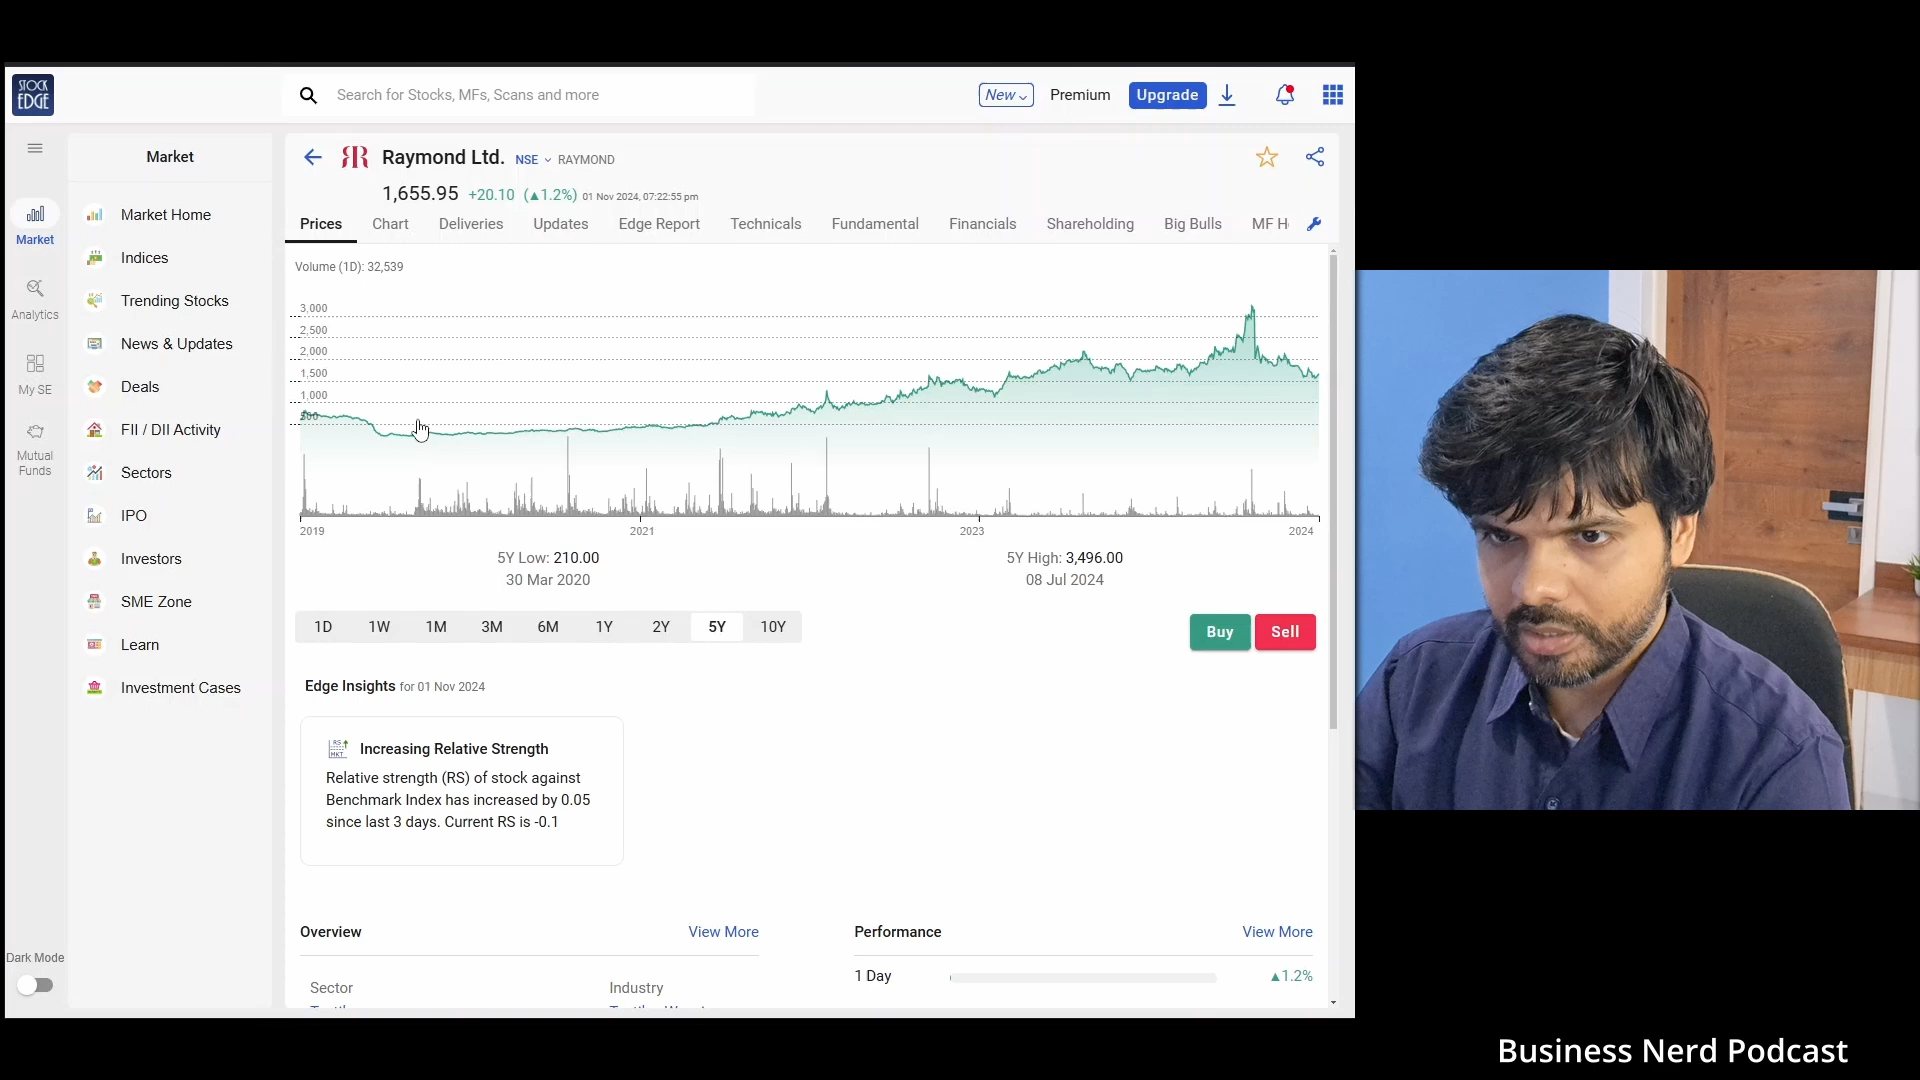 STOCK
EDGE
Search for Stocks, MFs, Scans and more
New
Premium
Upgrade
Market
Analytics
My SE
Mutual
Funds
Dark Mode
Market
Market Home
Indices
Trending Stocks
News & Updates
Deals
FII / DII Activity
Sectors
IPO
Investors
SME Zone
Learn
Investment Cases
Raymond Ltd. NSE RAYMOND
1,655.95 +20.10 (▲1.2%) 01 Nov 2024, 07:22:55 pm
Prices Chart Deliveries Updates Edge Report Technicals Fundamental Financials Shareholding Big Bulls MF H
Volume (1D): 32,539
3,000
2,500
2,000
1,500
1,000
500
2019 2021 2023 2024
5Y Low: 210.00
30 Mar 2020
5Y High: 3,496.00
08 Jul 2024
1D 1W 1M 3M 6M 1Y 2Y 5Y 10Y
Buy Sell
Edge Insights for 01 Nov 2024
RS
MKT
Increasing Relative Strength
Relative strength (RS) of stock against
Benchmark Index has increased by 0.05
since last 3 days. Current RS is -0.1
Overview View More
Sector Industry
Performance View More
1 Day ▲1.2%
Business Nerd Podcast